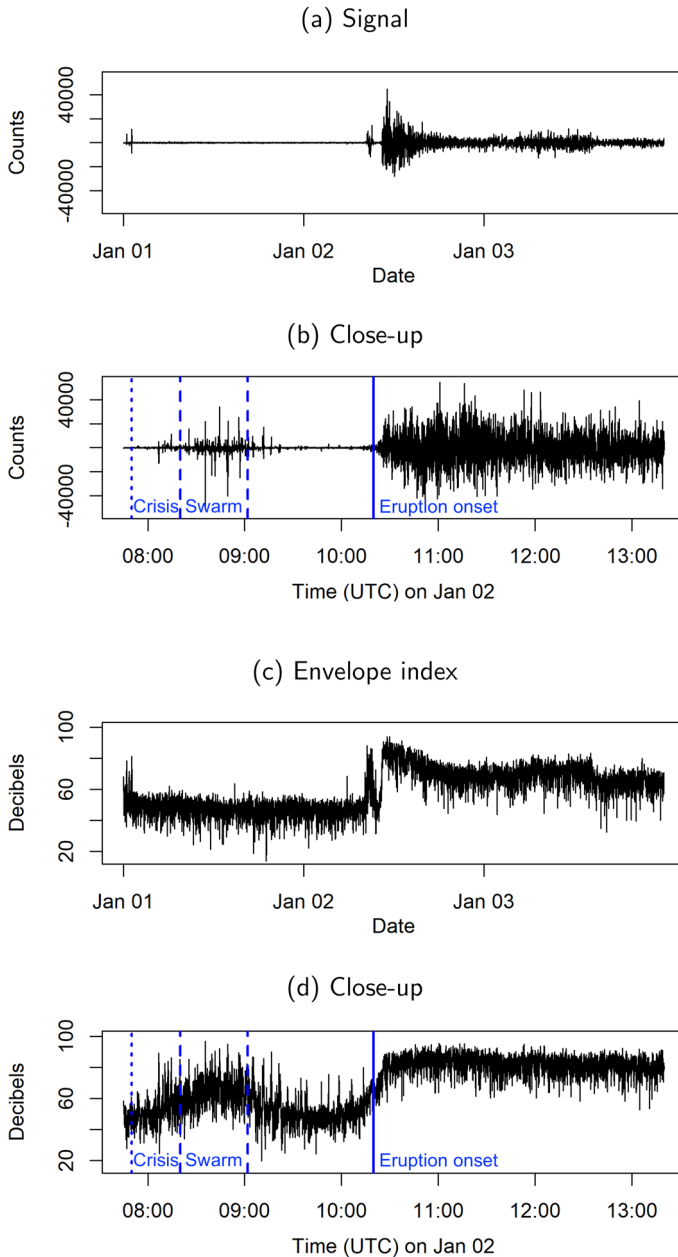 (a) Signal
Counts
40000
-40000
Jan 01
Jan 02
Jan 03
Date
(b) Close-up
Counts
40000
-40000
Crisis
Swarm
Eruption onset
08:00
09:00
10:00
11:00
12:00
13:00
Time (UTC) on Jan 02
(c) Envelope index
Decibels
100
60
20
Jan 01
Jan 02
Jan 03
Date
(d) Close-up
Decibels
100
60
20
Crisis
Swarm
Eruption onset
08:00
09:00
10:00
11:00
12:00
13:00
Time (UTC) on Jan 02